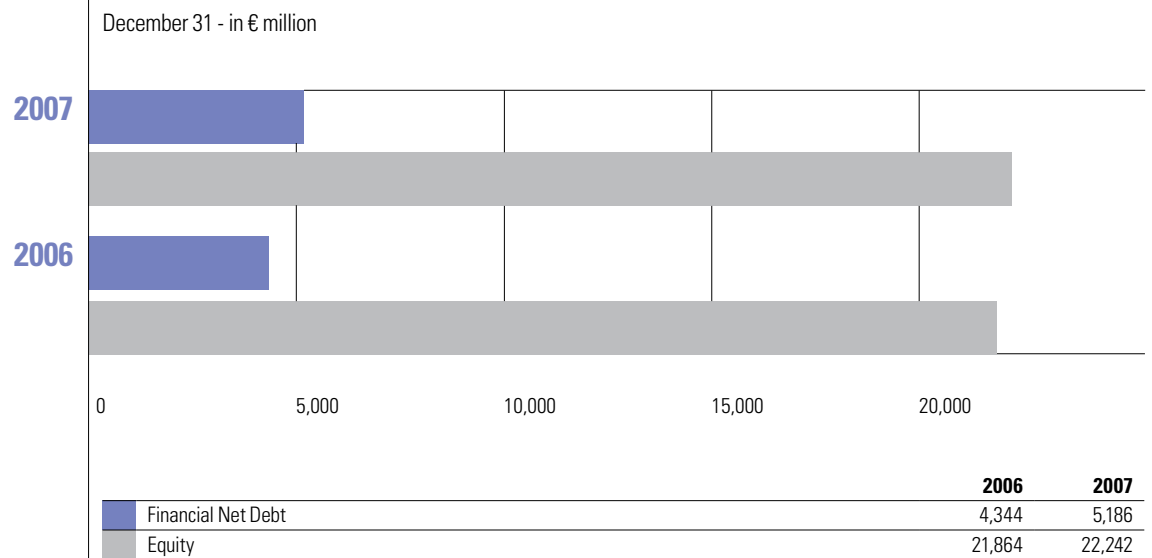 December 31 - in € million
2007
2006
0 5,000 10,000 15,000 20,000
2006 2007
Financial Net Debt 4,344 5,186
Equity 21,864 22,242